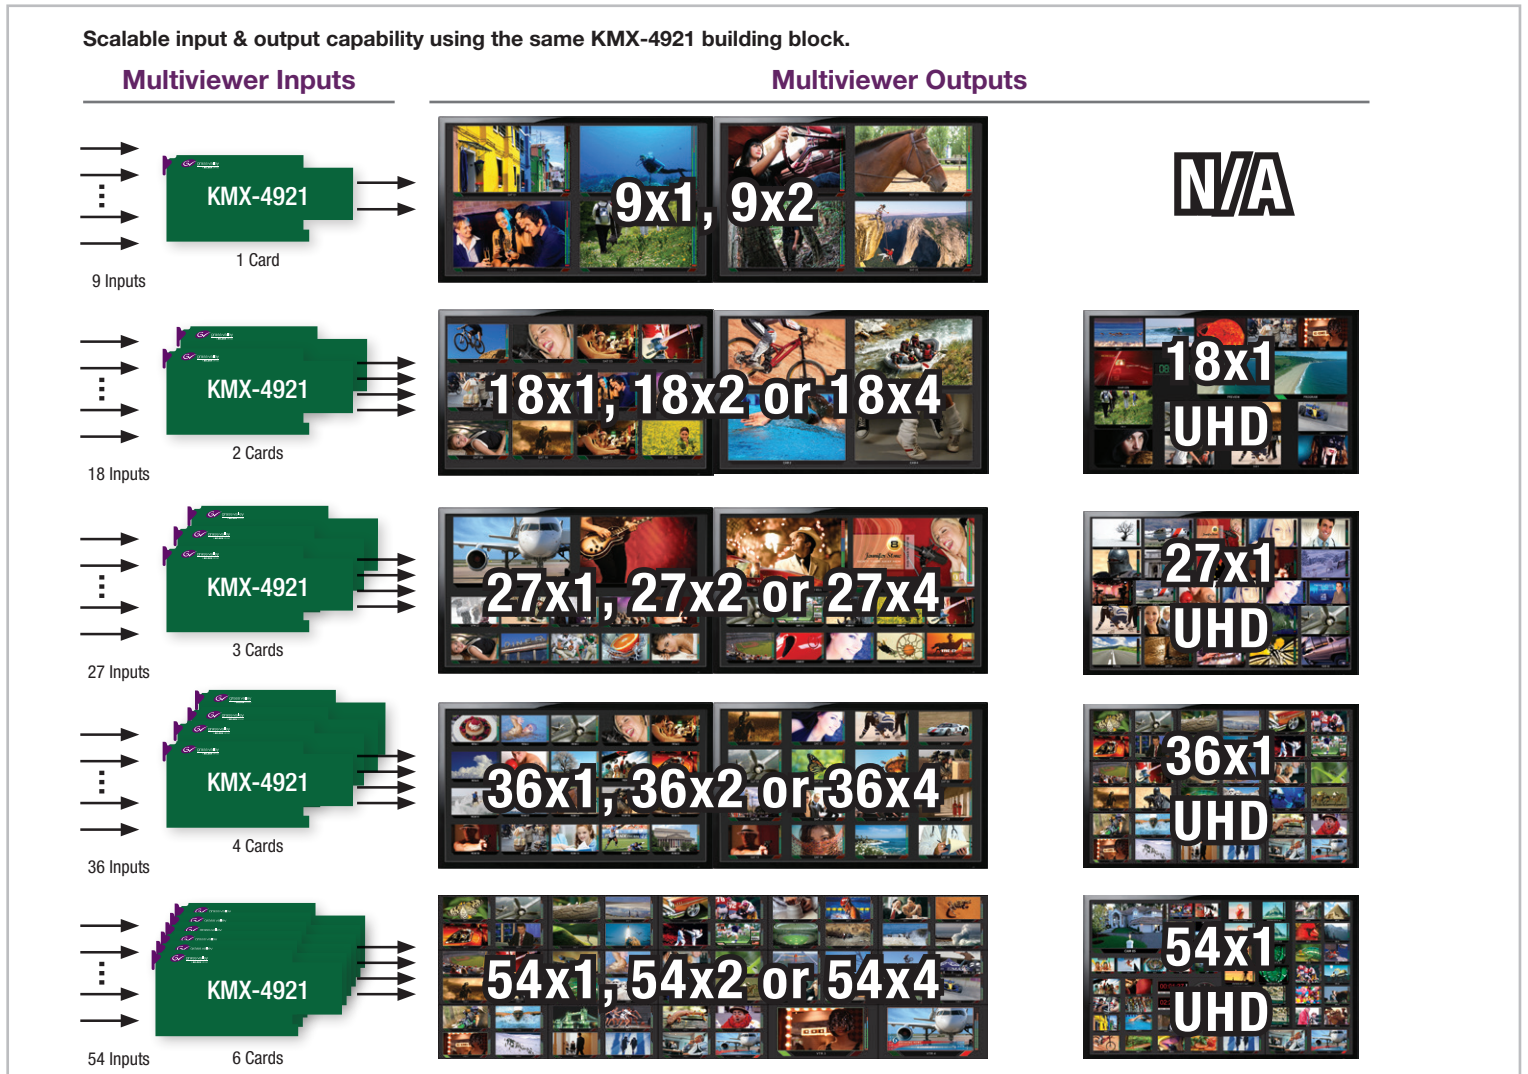 Scalable input & output capability using the same KMX-4921 building block.
Multiviewer Inputs
Multiviewer Outputs
KMX-4921
1 Card
9 Inputs
9x1, 9x2
N/A
KMX-4921
2 Cards
18 Inputs
18x1, 18x2 or 18x4
18x1
UHD
KMX-4921
3 Cards
27 Inputs
27x1, 27x2 or 27x4
27x1
UHD
KMX-4921
4 Cards
36 Inputs
36x1, 36x2 or 36x4
36x1
UHD
KMX-4921
6 Cards
54 Inputs
54x1, 54x2 or 54x4
54x1
UHD